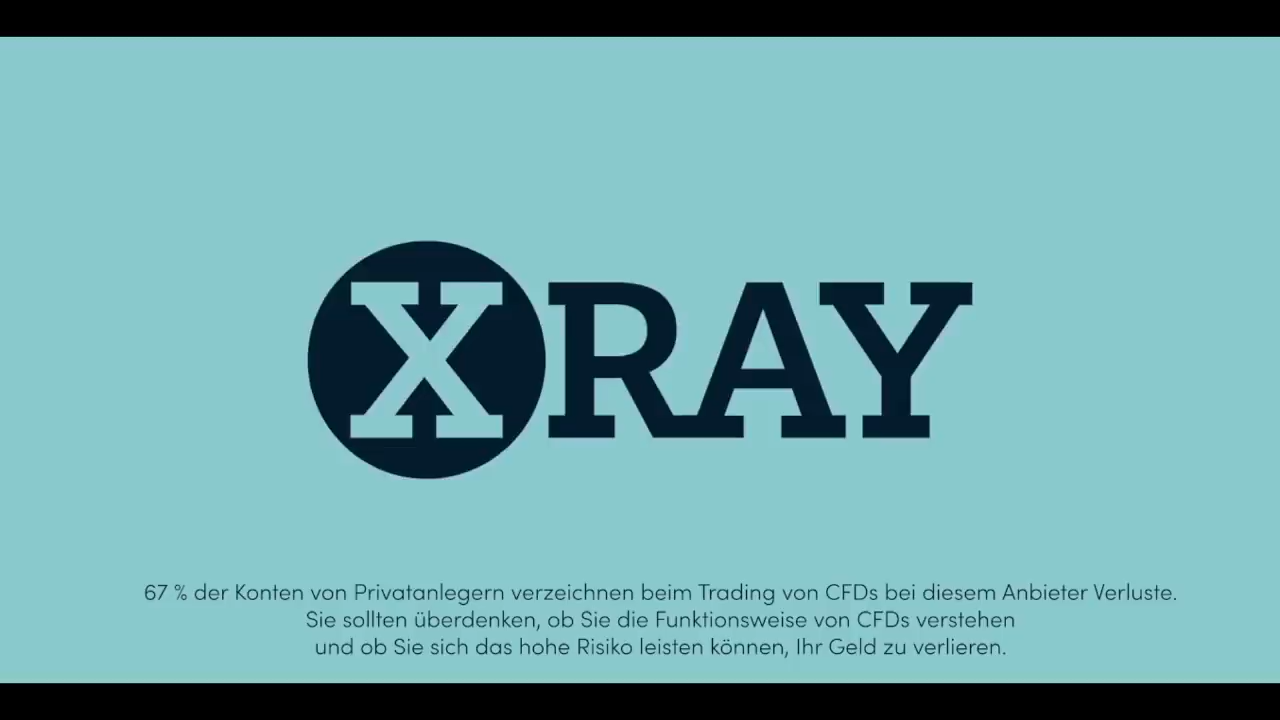 XRAY
67 % der Konten von Privatanlegern verzeichnen beim Trading von CFDs bei diesem Anbieter Verluste.
Sie sollten überdenken, ob Sie die Funktionsweise von CFDs verstehen
und ob Sie sich das hohe Risiko leisten können, Ihr Geld zu verlieren.